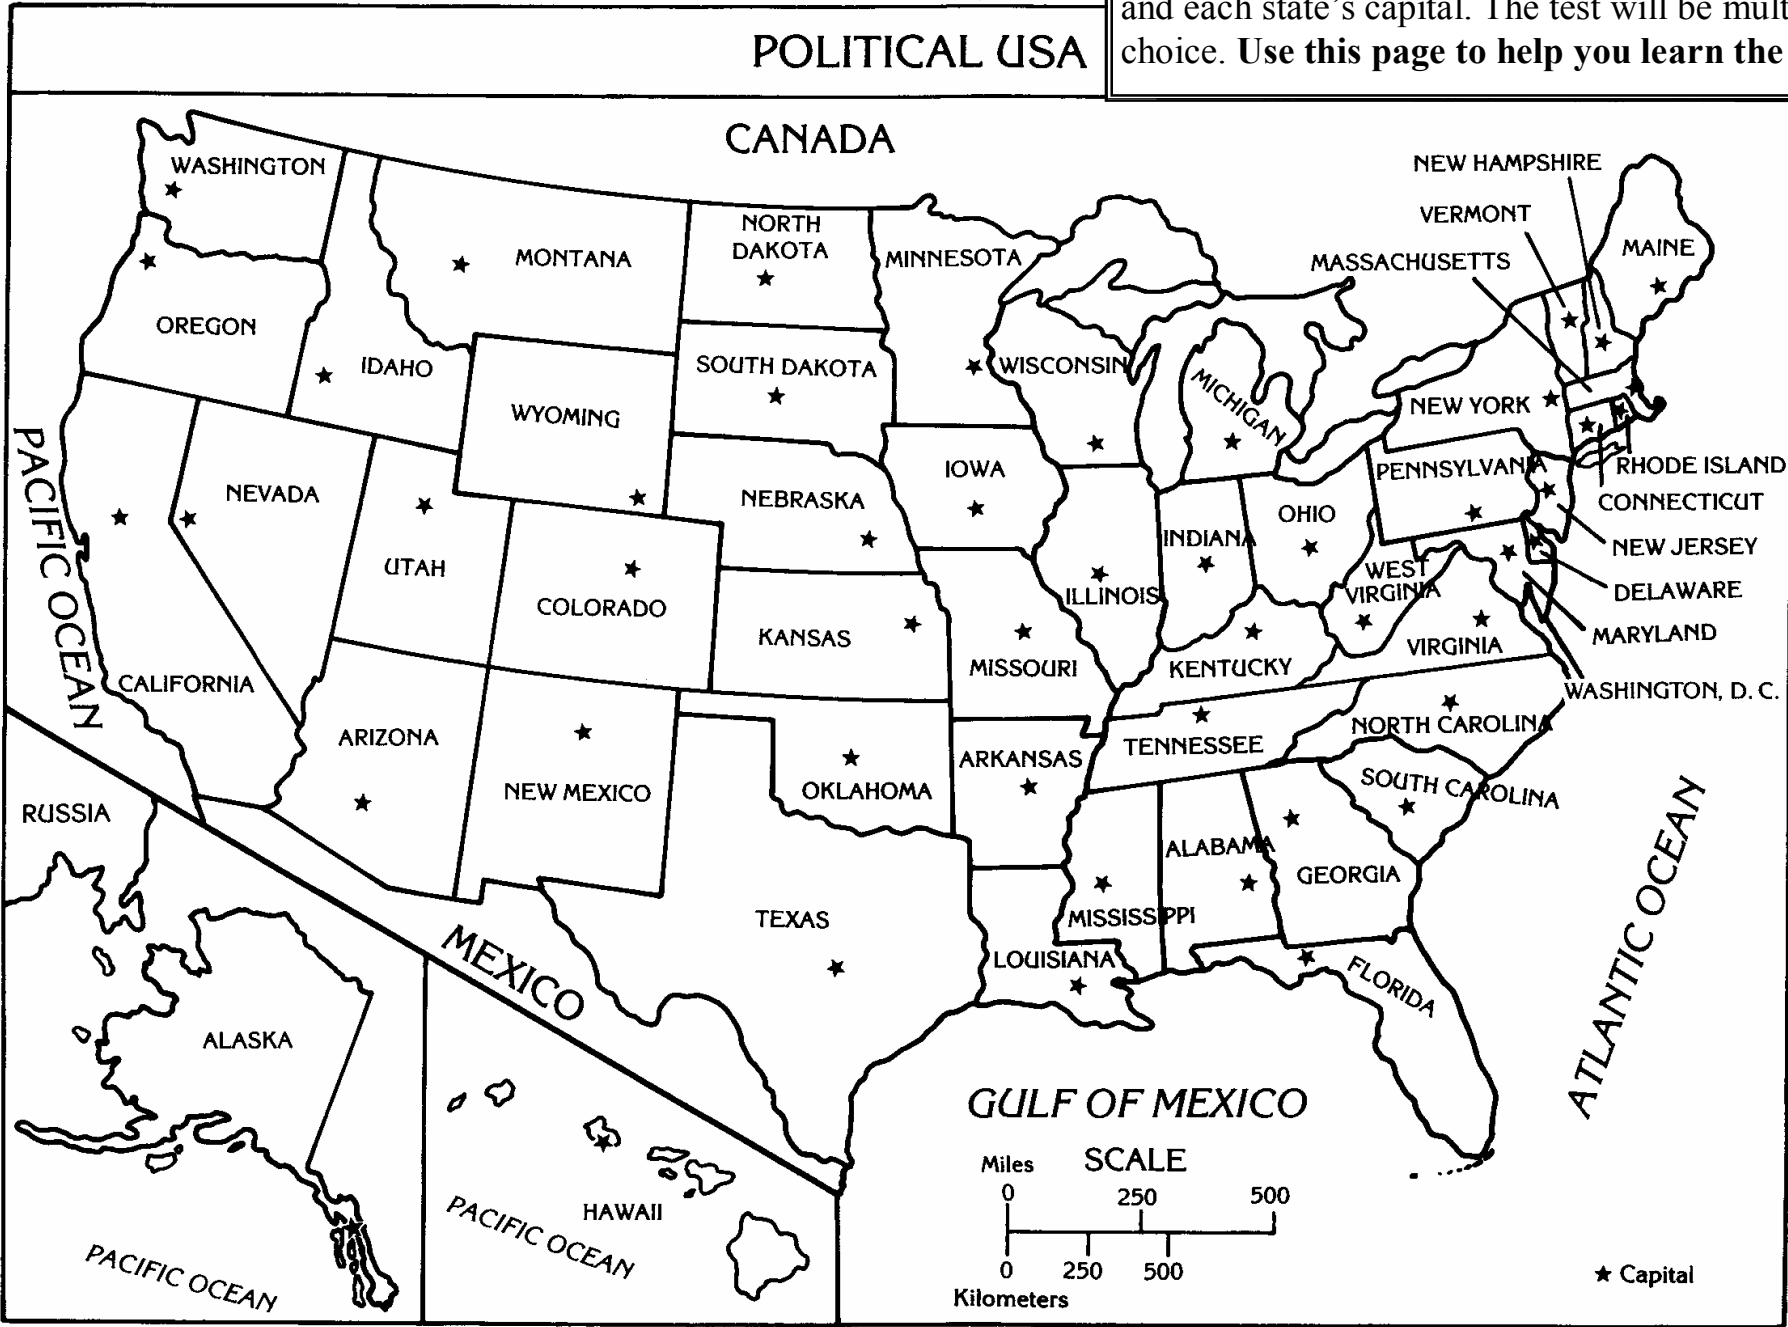 and each state's capital. The test will be mult
choice. Use this page to help you learn the
POLITICAL USA
CANADA
WASHINGTON
OREGON
IDAHO
MONTANA
NORTH
DAKOTA
MINNESOTA
SOUTH DAKOTA
WYOMING
WISCONSIN
MICHIGAN
NEW HAMPSHIRE
VERMONT
MASSACHUSETTS
MAINE
NEW YORK
RHODE ISLAND
CONNECTICUT
NEW JERSEY
DELAWARE
MARYLAND
WASHINGTON, D. C.
PENNSYLVANIA
NEVADA
UTAH
COLORADO
NEBRASKA
IOWA
ILLINOIS
INDIANA
OHIO
WEST
VIRGINIA
VIRGINIA
KENTUCKY
KANSAS
MISSOURI
CALIFORNIA
ARIZONA
NEW MEXICO
OKLAHOMA
ARKANSAS
TENNESSEE
NORTH CAROLINA
SOUTH CAROLINA
TEXAS
LOUISIANA
MISSISSIPPI
ALABAMA
GEORGIA
FLORIDA
PACIFIC OCEAN
MEXICO
ATLANTIC OCEAN
GULF OF MEXICO
RUSSIA
ALASKA
PACIFIC OCEAN
HAWAII
PACIFIC OCEAN
Miles SCALE
0 250 500
0 250 500
Kilometers
★ Capital